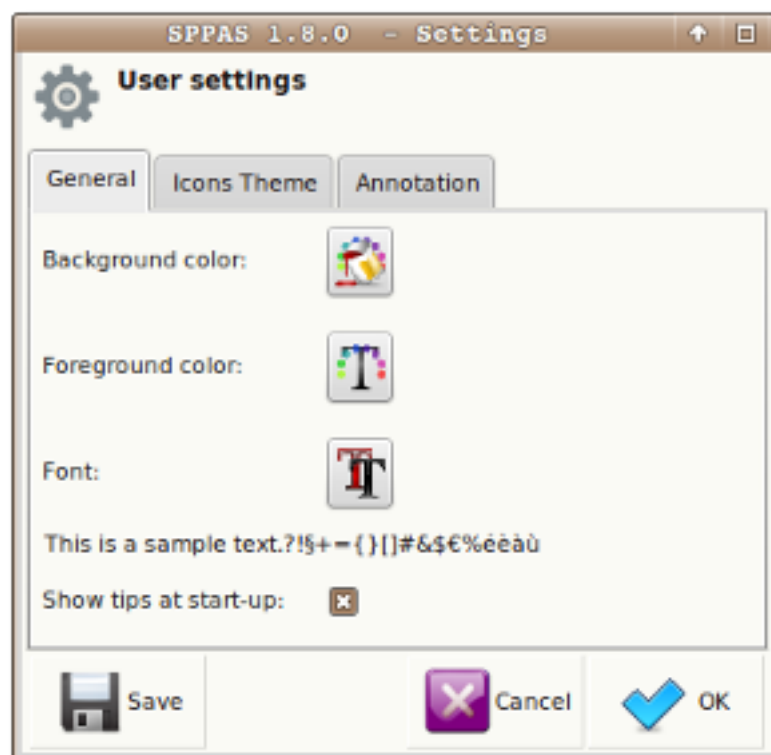 SPPAS 1.8.0 - Settings
User settings
General Icons Theme Annotation
Background color:
Foreground color:
Font:
This is a sample text.?!§+={}[]#&$€%éèàù
Show tips at start-up:
Save Cancel OK